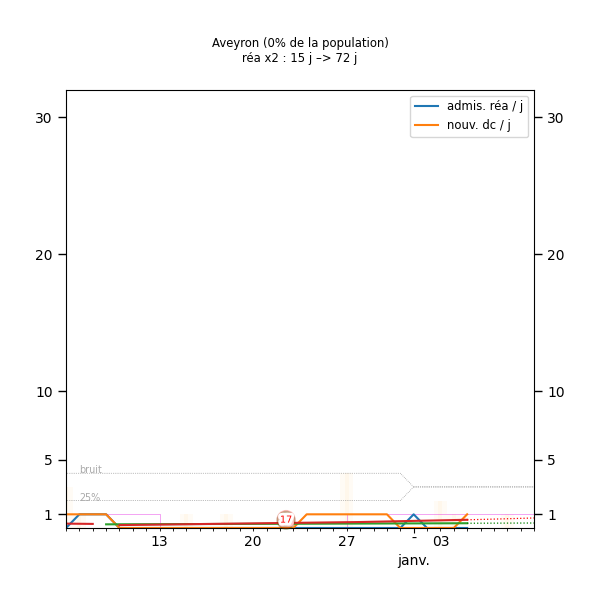 Aveyron (0% de la population)
réa x2 : 15 j –> 72 j
admis. réa / j
nouv. dc / j
30 30
20 20
10 10
5 5
bruit
25%
1 17 1
13 20 27 - 03
janv.